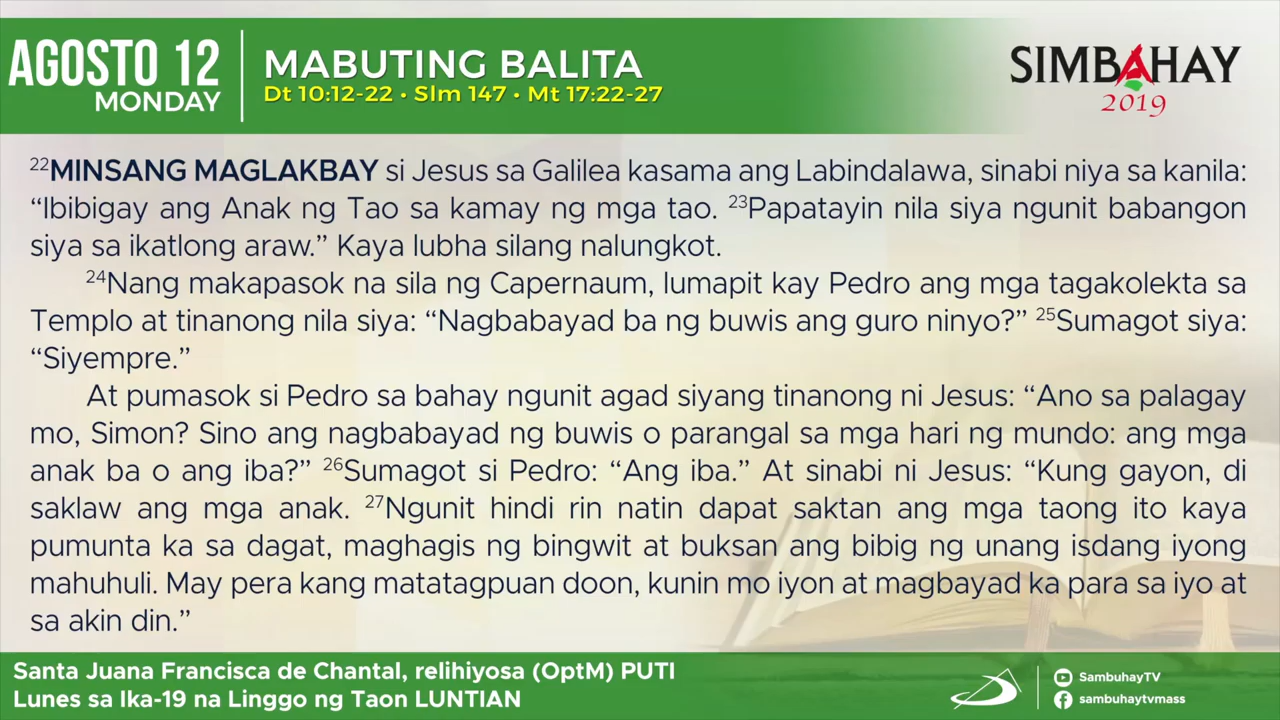 AGOSTO 12
MONDAY
MABUTING BALITA
Dt 10:12-22 • Slm 147 • Mt 17:22-27
SIMBAHAY
2019
22MINSANG MAGLAKBAY si Jesus sa Galilea kasama ang Labindalawa, sinabi niya sa kanila:
“Ibibigay ang Anak ng Tao sa kamay ng mga tao. 23Papatayin nila siya ngunit babangon
siya sa ikatlong araw.” Kaya lubha silang nalungkot.
24Nang makapasok na sila ng Capernaum, lumapit kay Pedro ang mga tagakolekta sa
Templo at tinanong nila siya: “Nagbabayad ba ng buwis ang guro ninyo?” 25Sumagot siya:
“Siyempre.”
At pumasok si Pedro sa bahay ngunit agad siyang tinanong ni Jesus: “Ano sa palagay
mo, Simon? Sino ang nagbabayad ng buwis o parangal sa mga hari ng mundo: ang mga
anak ba o ang iba?” 26Sumagot si Pedro: “Ang iba.” At sinabi ni Jesus: “Kung gayon, di
saklaw ang mga anak. 27Ngunit hindi rin natin dapat saktan ang mga taong ito kaya
pumunta ka sa dagat, maghagis ng bingwit at buksan ang bibig ng unang isdang iyong
mahuhuli. May pera kang matatagpuan doon, kunin mo iyon at magbayad ka para sa iyo at
sa akin din.”
Santa Juana Francisca de Chantal, relihiyosa (OptM) PUTI
Lunes sa Ika-19 na Linggo ng Taon LUNTIAN
SambuhayTV
sambuhaytvmass